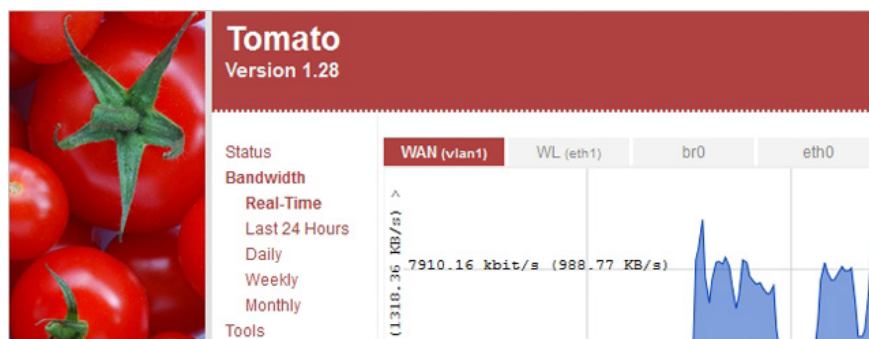 Tomato
Version 1.28
Status
Bandwidth
Real-Time
Last 24 Hours
Daily
Weekly
Monthly
Tools
WAN (vlan1)
WL (eth1)
br0
eth0
(1318.36 KB/s) >
7910.16 kbit/s (988.77 KB/s)